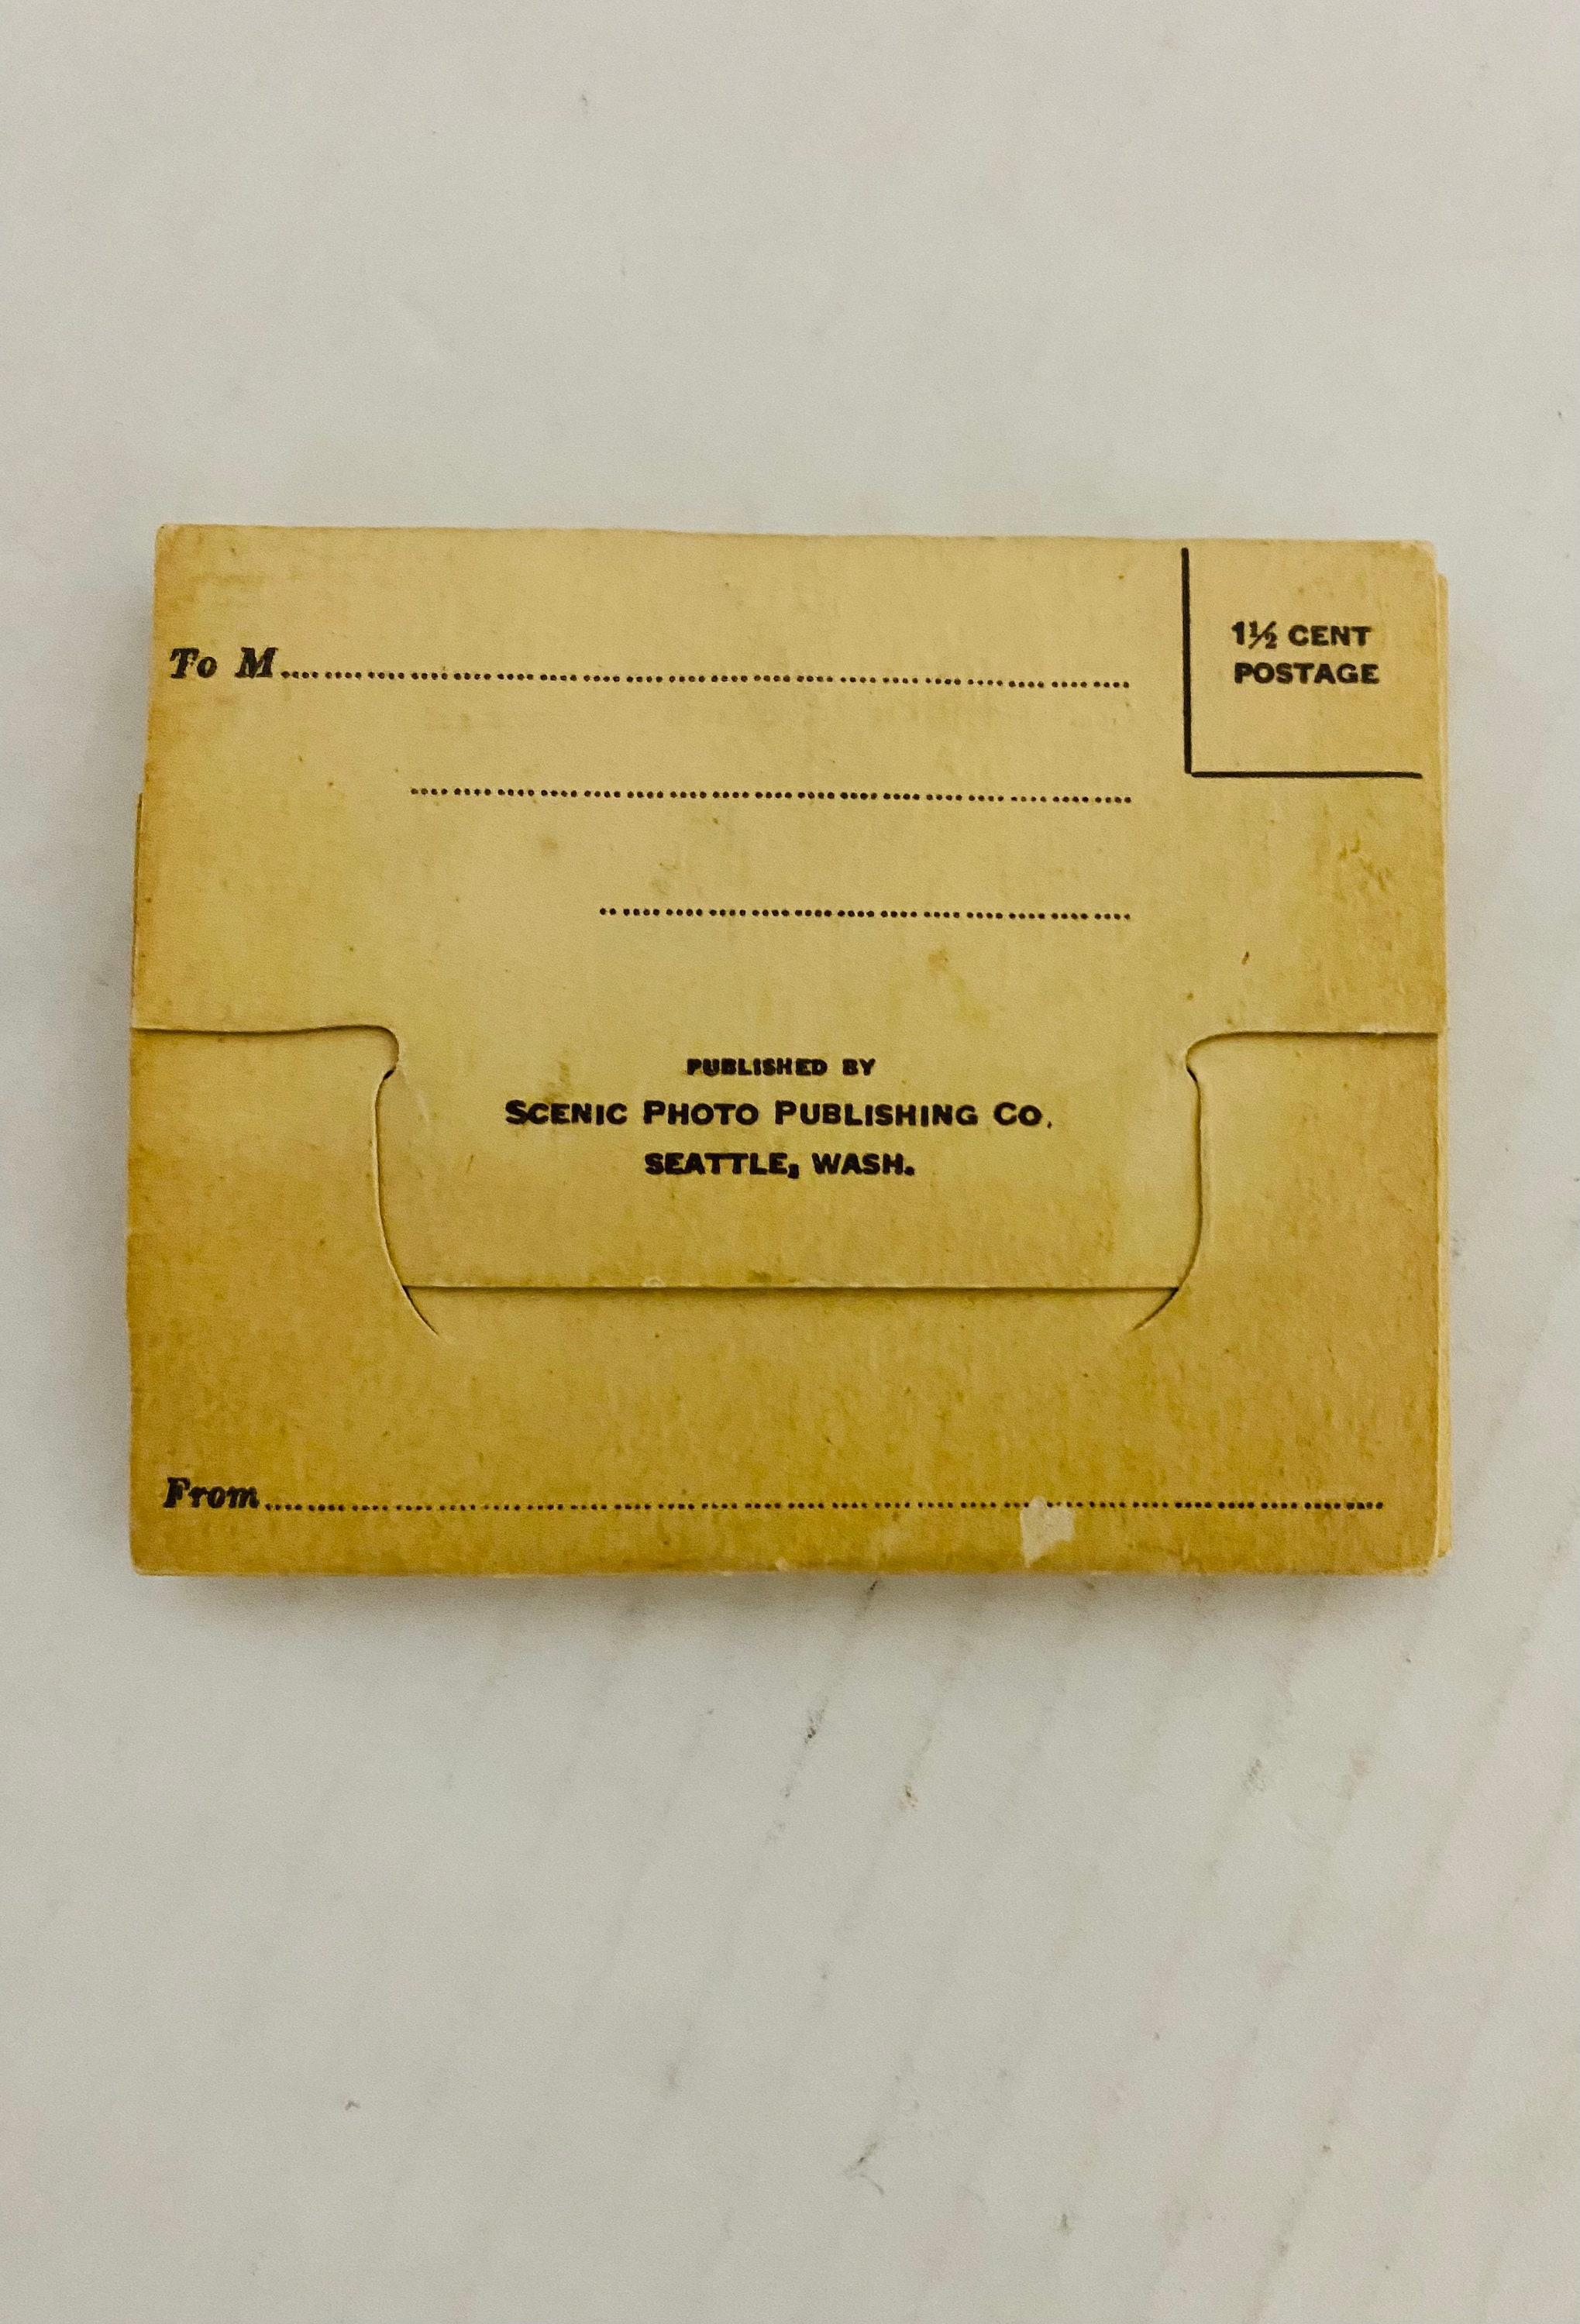 1½ CENT
POSTAGE
To M
PUBLISHED BY
SCENIC PHOTO PUBLISHING CO.
SEATTLE, WASH.
From